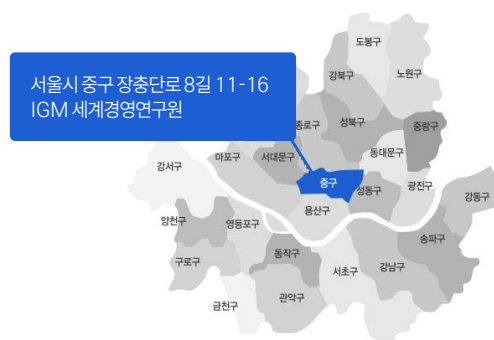 서울시 중구 장충단로 8길 11-16
IGM 세계경영연구원
도봉구
노원구
강북구
성북구
중랑구
종로구
동대문구
마포구
서대문구
강서구
중구
성동구
광진구
강동구
용산구
양천구
영등포구
송파구
동작구
강남구
구로구
서초구
관악구
금천구